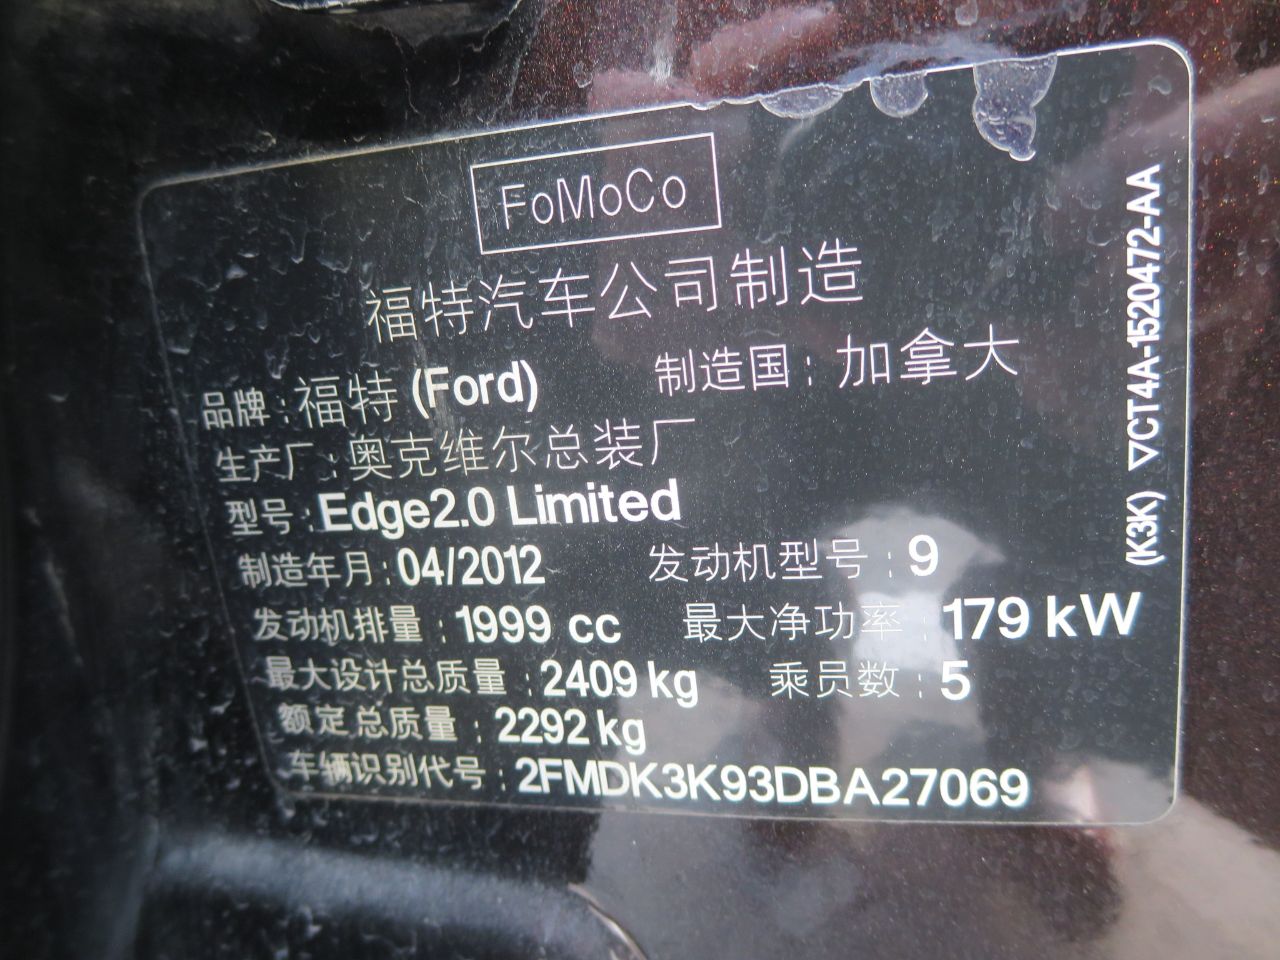 FoMoCo
福特汽车公司制造
品牌：福特 (Ford) 制造国：加拿大
生产厂：奥克维尔总装厂
型号：Edge2.0 Limited
制造年月：04/2012 发动机型号：9
发动机排量：1999 cc 最大净功率：179 kW
最大设计总质量：2409 kg 乘员数：5
额定总质量：2292 kg
车辆识别代号：2FMDK3K93DBA27069
(K3K) ▽CT4A-1520472-AA